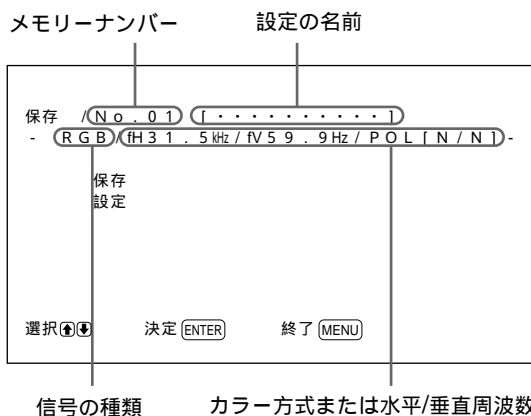 メモリーナンバー 設定の名前
保存 /No.01 [・・・・・・・・・・]
- RGB/fH31.5kHz/fV59.9Hz/POL[N/N]-
保存
設定
選択 決定 ENTER 終了 MENU
信号の種類 カラー方式または水平/垂直周波数